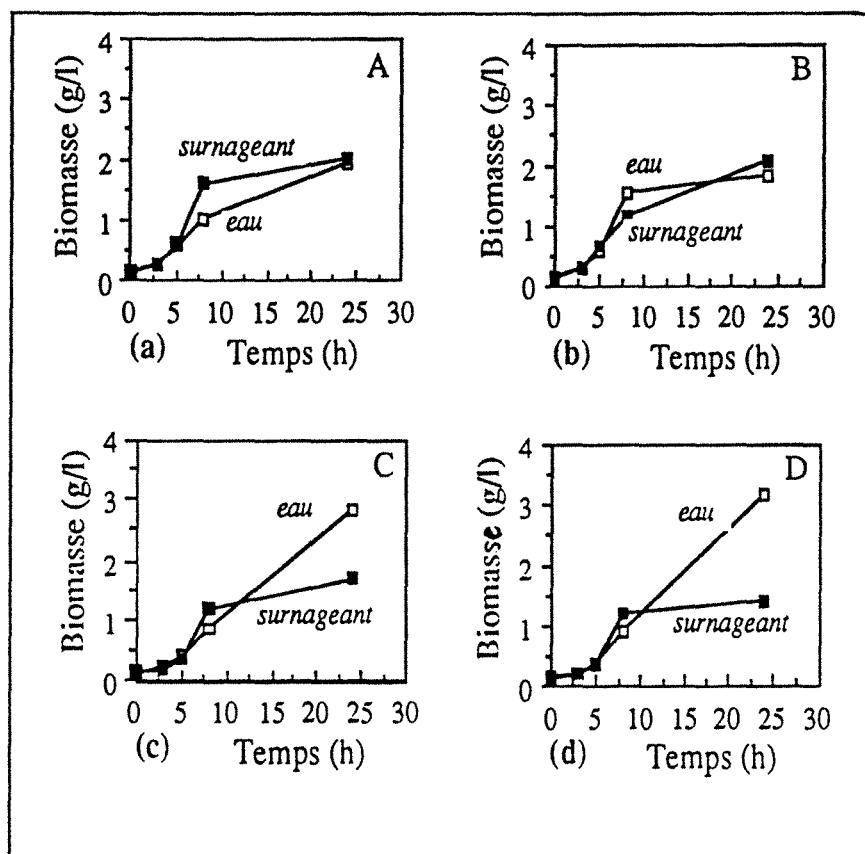 A
Biomasse (g/l)
4
3
2
1
0
surnageant
eau
0 5 10 15 20 25 30
(a) Temps (h)
B
Biomasse (g/l)
4
3
2
1
0
eau
surnageant
0 5 10 15 20 25 30
(b) Temps (h)
C
Biomasse (g/l)
4
3
2
1
0
eau
surnageant
0 5 10 15 20 25 30
(c) Temps (h)
D
Biomasse (g/l)
4
3
2
1
0
eau
surnageant
0 5 10 15 20 25 30
(d) Temps (h)